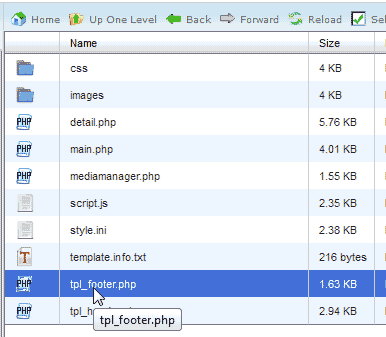 Home Up One Level Back Forward Reload Sel
Name Size
css 4 KB
images 4 KB
PHP detail.php 5.76 KB
PHP main.php 4.01 KB
PHP mediamanager.php 1.55 KB
script.js 2.35 KB
style.ini 2.38 KB
T template.info.txt 216 bytes
PHP tpl_footer.php 1.63 KB
PHP tpl_h 2.94 KB
tpl_footer.php